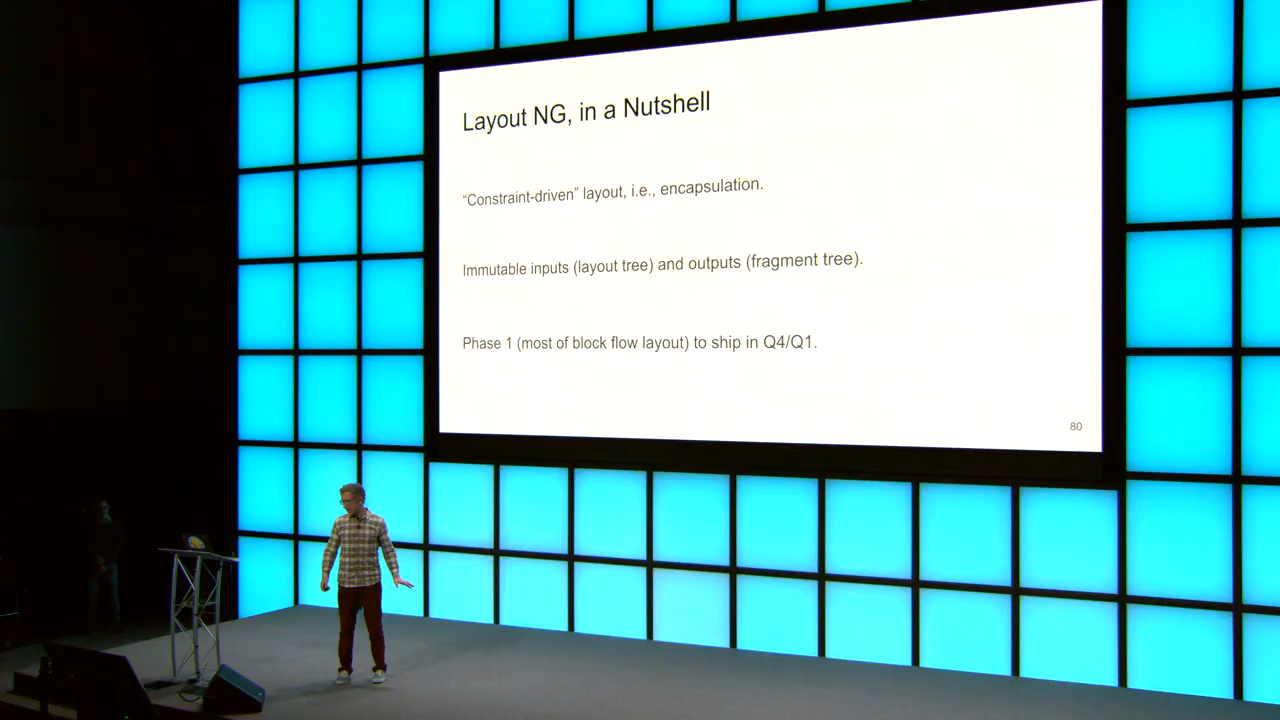 Layout NG, in a Nutshell
“Constraint-driven” layout, i.e., encapsulation.
Immutable inputs (layout tree) and outputs (fragment tree).
Phase 1 (most of block flow layout) to ship in Q4/Q1.
80